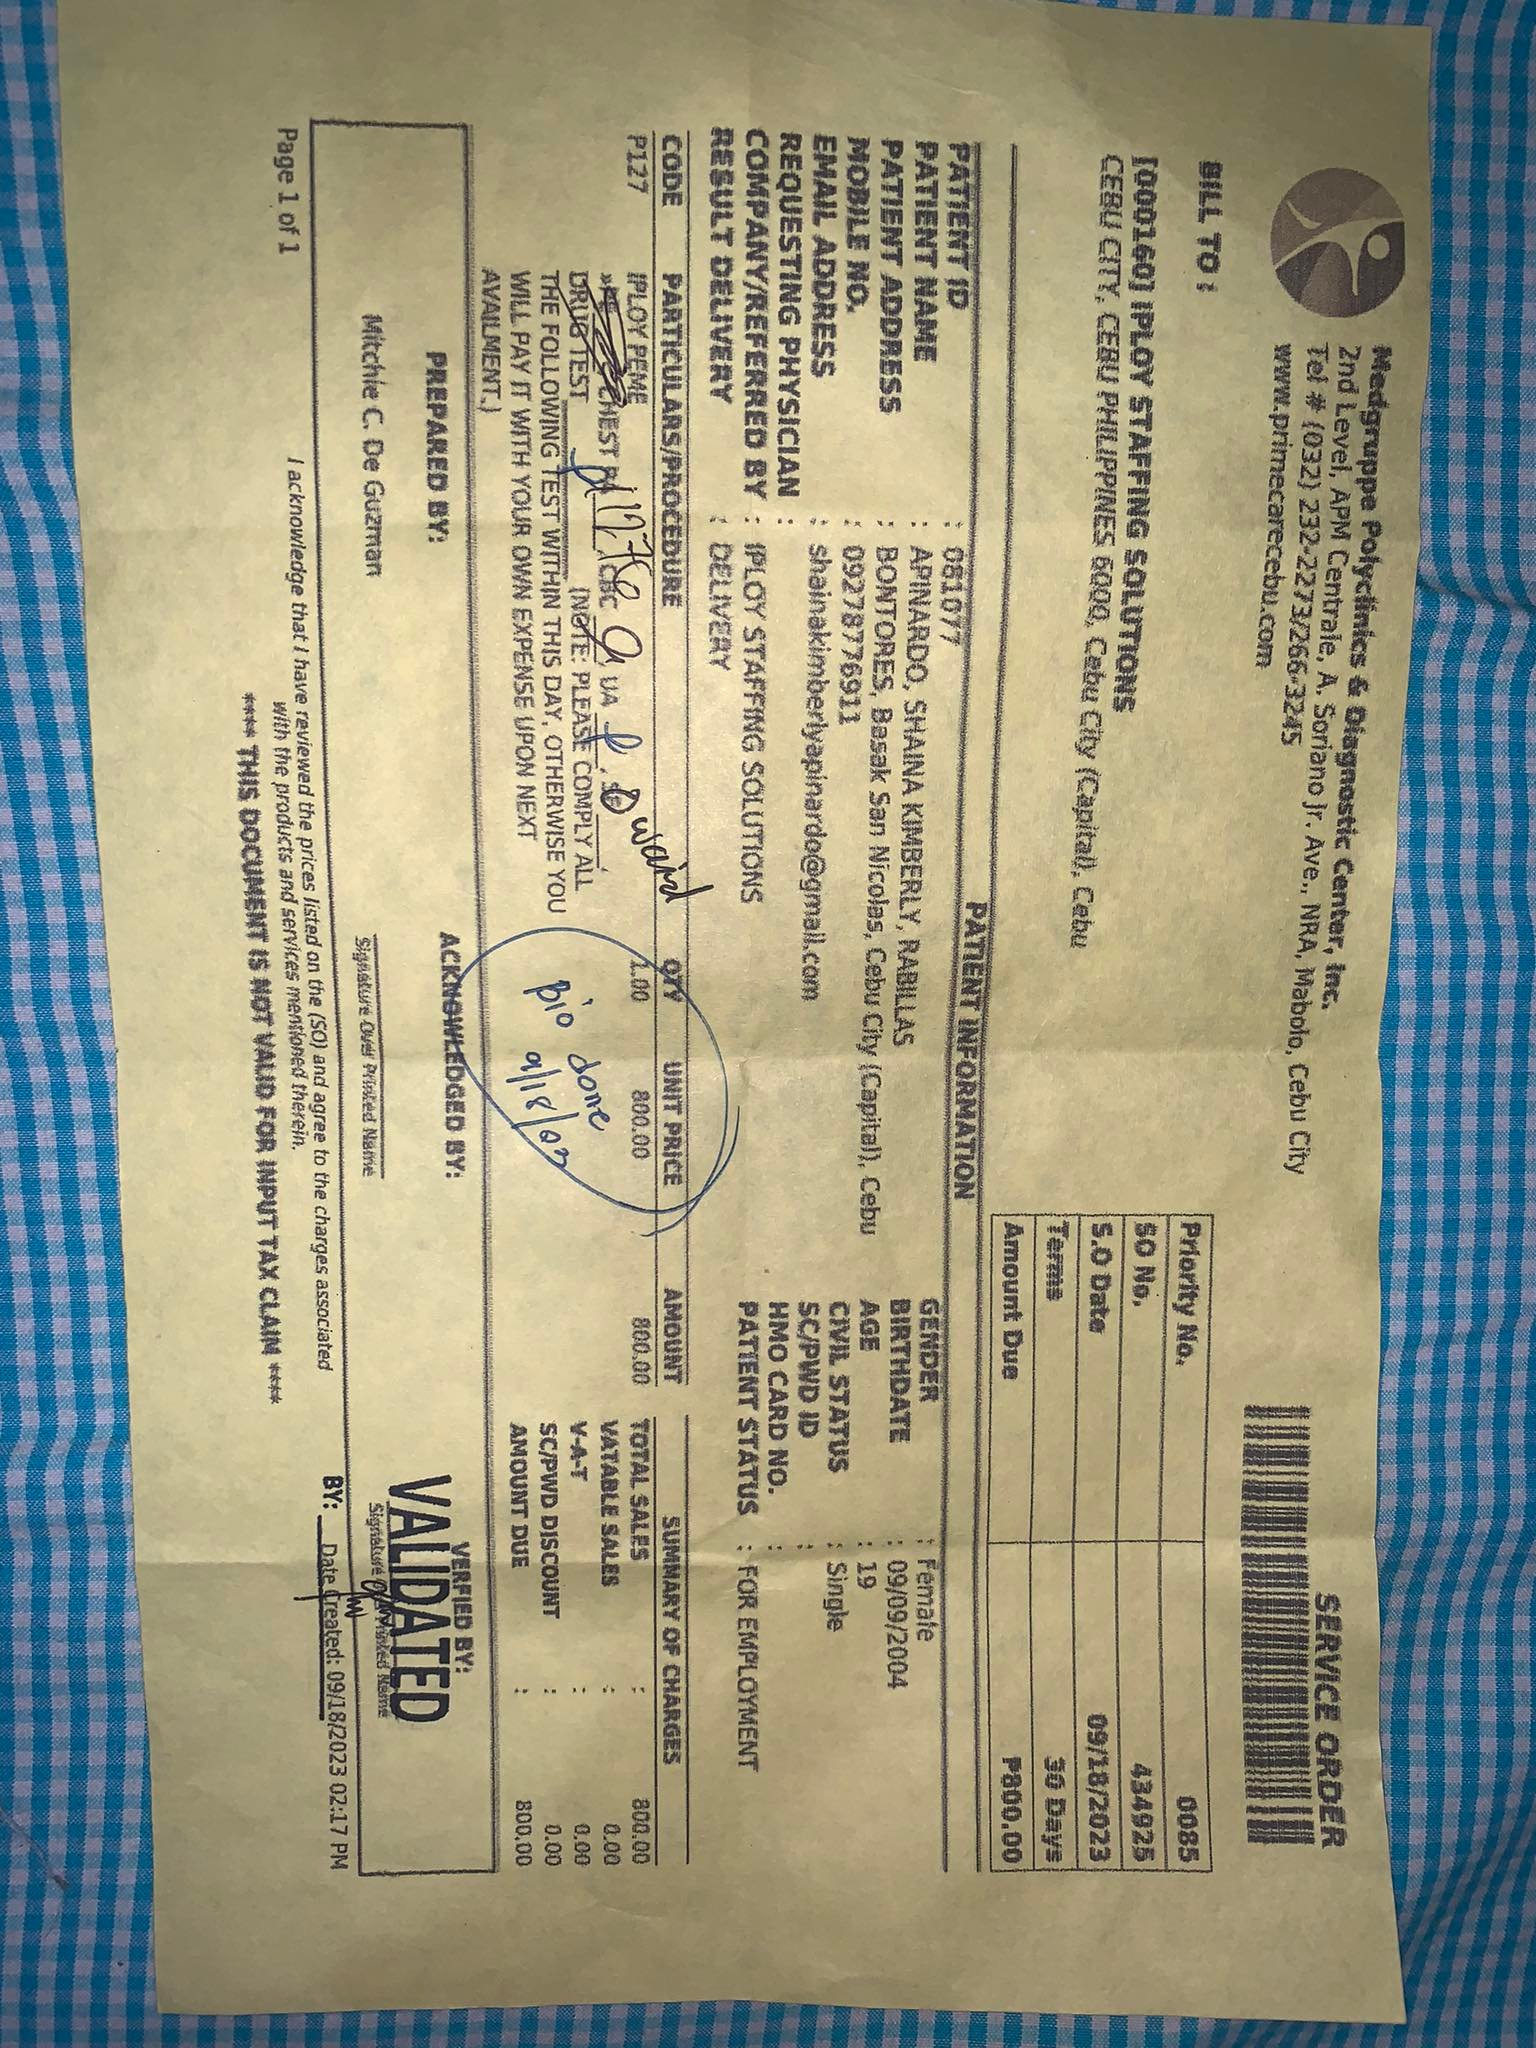 Medgruppe Polyclinics & Diagnostic Center, Inc.
2nd Level, APM Centrale, A. Soriano Jr. Ave., NRA, Mabolo, Cebu City
Tel # (032) 232-2273/266-3245
www.primecarecebu.com
SERVICE ORDER
BILL TO :
[000160] IPLOY STAFFING SOLUTIONS
CEBU CITY, CEBU PHILIPPINES 6000, Cebu City (Capital), Cebu
Priority No. 0085
SO No. 434925
S.O Date 09/18/2023
Terms 30 Days
Amount Due ₱800.00
PATIENT INFORMATION
PATIENT ID : 081077
PATIENT NAME : APINARDO, SHAINA KIMBERLY, RABILLAS
PATIENT ADDRESS : BONTORES, Basak San Nicolas, Cebu City (Capital), Cebu
MOBILE NO. : 09278776911
EMAIL ADDRESS : shainakimberlyapinardo@gmail.com
REQUESTING PHYSICIAN :
COMPANY/REFERRED BY : IPLOY STAFFING SOLUTIONS
RESULT DELIVERY : DELIVERY
GENDER : Female
BIRTHDATE : 09/09/2004
AGE : 19
CIVIL STATUS : Single
SC/PWD ID :
HMO CARD NO. :
PATIENT STATUS : FOR EMPLOYMENT
CODE PARTICULARS/PROCEDURE QTY UNIT PRICE AMOUNT
P127 IPLOY PEME 1.00 800.00 800.00
CHEST CBC , UA
DRUG TEST (NOTE: PLEASE COMPLY ALL
THE FOLLOWING TEST WITHIN THIS DAY, OTHERWISE YOU
WILL PAY IT WITH YOUR OWN EXPENSE UPON NEXT
AVAILMENT.)
Bio done
9/18/23
SUMMARY OF CHARGES
TOTAL SALES : 800.00
VATABLE SALES : 0.00
V-A-T : 0.00
SC/PWD DISCOUNT : 0.00
AMOUNT DUE : 800.00
PREPARED BY:
Mitchie C. De Guzman
ACKNOWLEDGED BY:
Signature Over Printed Name
VERFIED BY:
VALIDATED
BY:
I acknowledge that I have reviewed the prices listed on the (SO) and agree to the charges associated
with the products and services mentioned therein.
Page 1 of 1
Date Created: 09/18/2023 02:17 PM
**** THIS DOCUMENT IS NOT VALID FOR INPUT TAX CLAIM ****